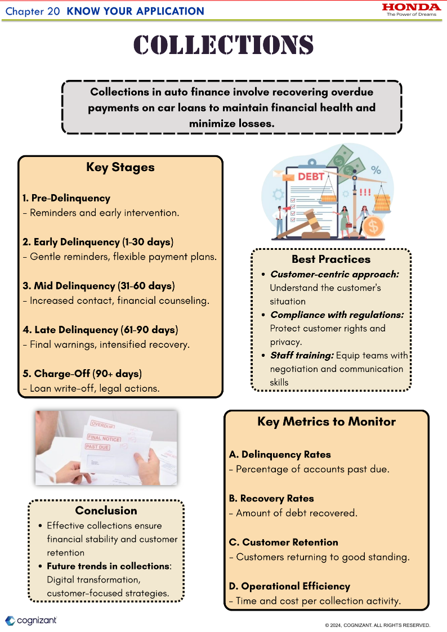 Chapter 20 KNOW YOUR APPLICATION
HONDA
The Power of Dreams
COLLECTIONS
Collections in auto finance involve recovering overdue
payments on car loans to maintain financial health and
minimize losses.
Key Stages
1. Pre-Delinquency
- Reminders and early intervention.
2. Early Delinquency (1-30 days)
- Gentle reminders, flexible payment plans.
3. Mid Delinquency (31-60 days)
- Increased contact, financial counseling.
4. Late Delinquency (61-90 days)
- Final warnings, intensified recovery.
5. Charge-Off (90+ days)
- Loan write-off, legal actions.
DEBT
%
!!!
$
Best Practices
• Customer-centric approach:
Understand the customer's
situation
• Compliance with regulations:
Protect customer rights and
privacy.
• Staff training: Equip teams with
negotiation and communication
skills
OVERDUE
FINAL NOTICE
PAST DUE
Conclusion
• Effective collections ensure
financial stability and customer
retention
• Future trends in collections:
Digital transformation,
customer-focused strategies.
Key Metrics to Monitor
A. Delinquency Rates
- Percentage of accounts past due.
B. Recovery Rates
- Amount of debt recovered.
C. Customer Retention
- Customers returning to good standing.
D. Operational Efficiency
- Time and cost per collection activity.
cognizant
© 2024, COGNIZANT. ALL RIGHTS RESERVED.